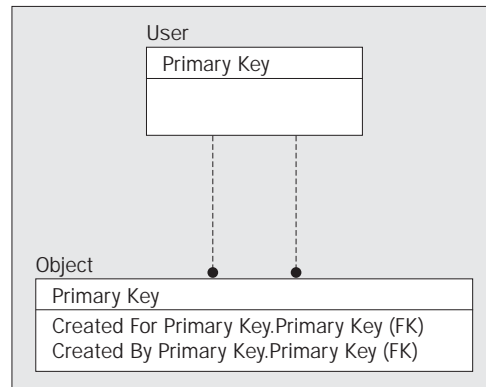 User
Primary Key
Object
Primary Key
Created For Primary Key.Primary Key (FK)
Created By Primary Key.Primary Key (FK)